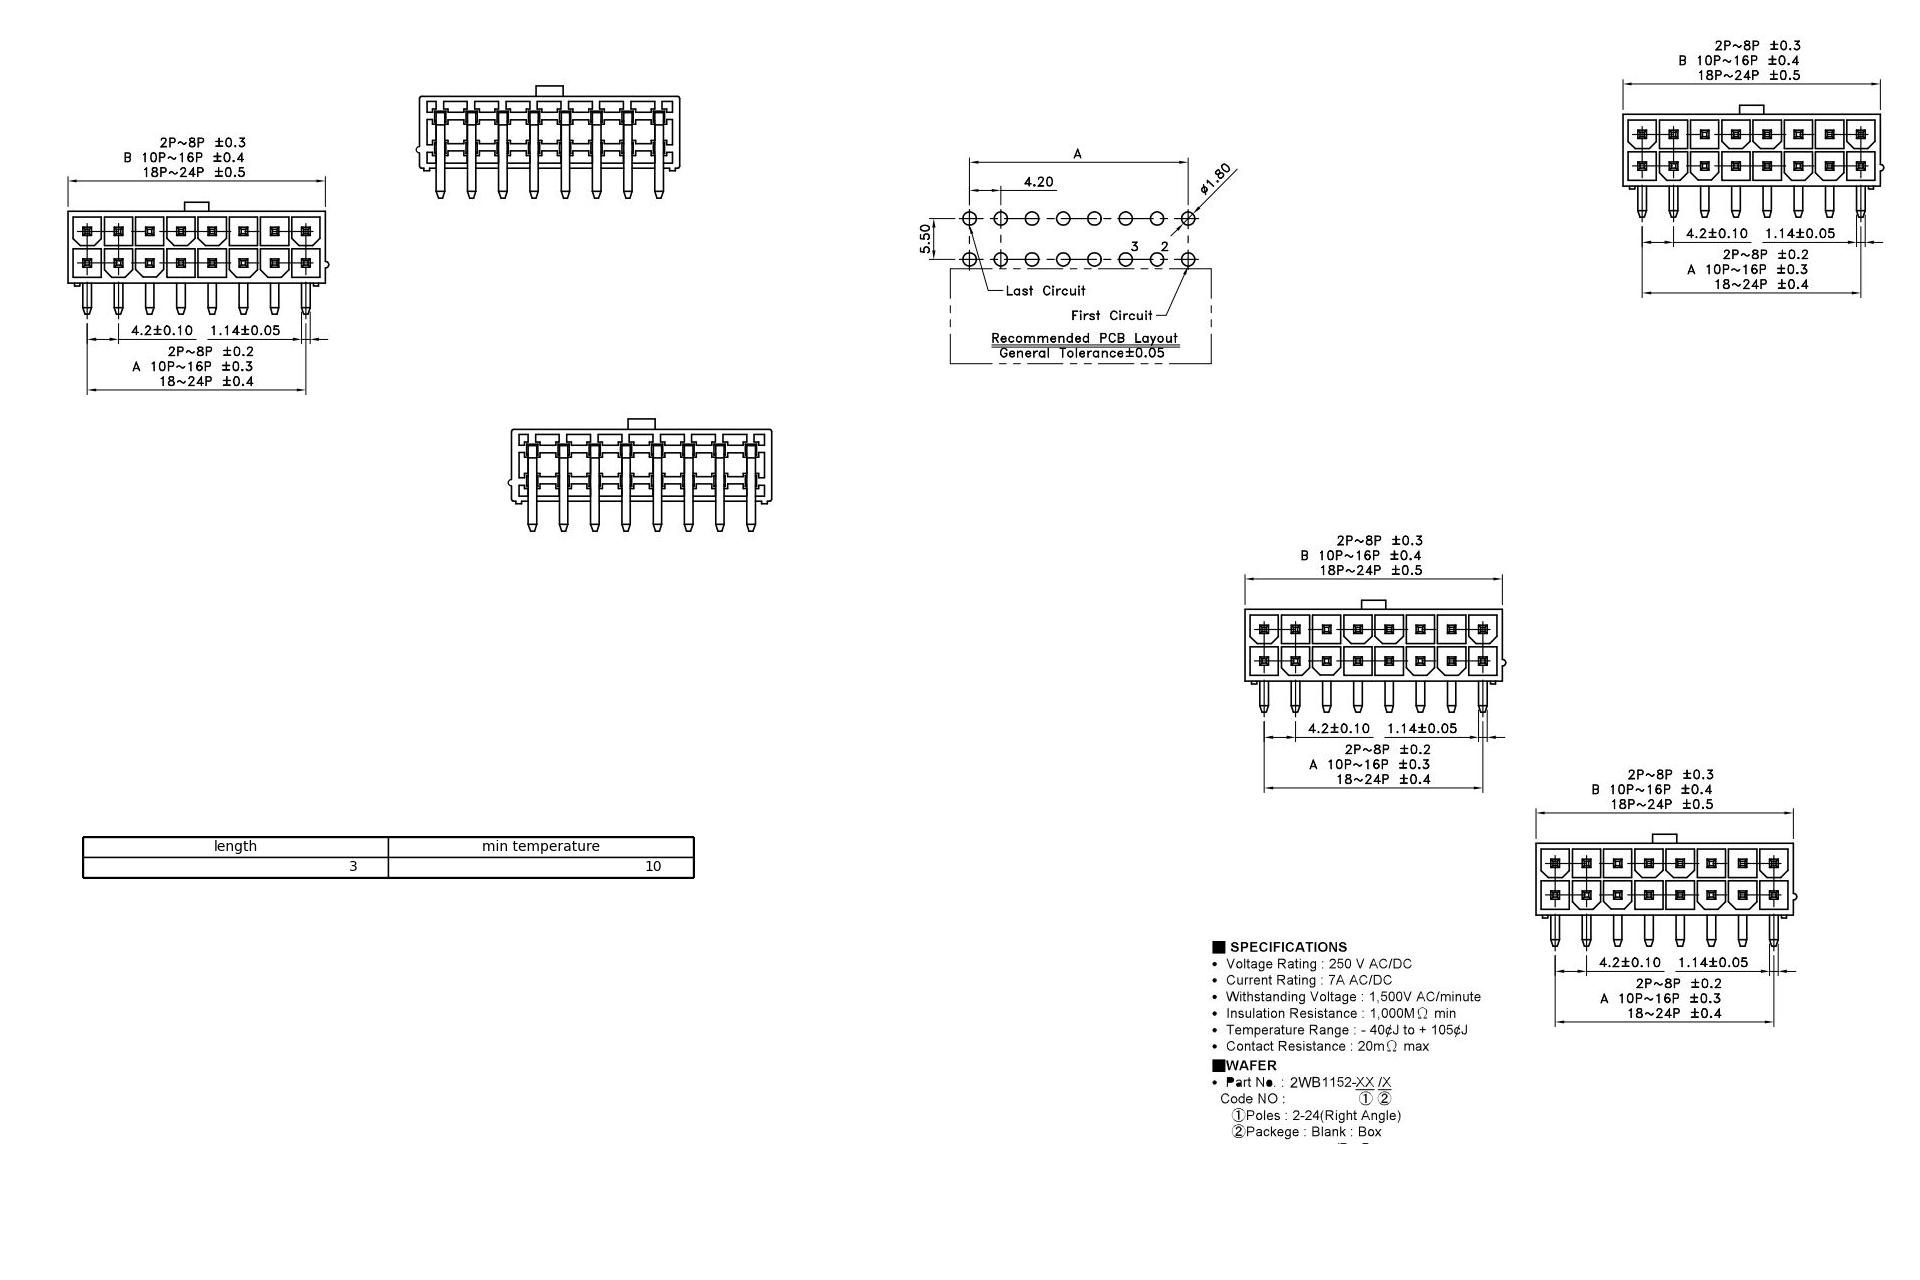 2P~8P ±0.3
B 10P~16P ±0.4
18P~24P ±0.5
4.2±0.10 1.14±0.05
2P~8P ±0.2
A 10P~16P ±0.3
18~24P ±0.4
A
4.20
ø1.80
5.50
3 2
Last Circuit
First Circuit
Recommended PCB Layout
General Tolerance±0.05
2P~8P ±0.3
B 10P~16P ±0.4
18P~24P ±0.5
4.2±0.10 1.14±0.05
2P~8P ±0.2
A 10P~16P ±0.3
18~24P ±0.4
2P~8P ±0.3
B 10P~16P ±0.4
18P~24P ±0.5
4.2±0.10 1.14±0.05
2P~8P ±0.2
A 10P~16P ±0.3
18~24P ±0.4
2P~8P ±0.3
B 10P~16P ±0.4
18P~24P ±0.5
4.2±0.10 1.14±0.05
2P~8P ±0.2
A 10P~16P ±0.3
18~24P ±0.4
length min temperature
3 10
■ SPECIFICATIONS
• Voltage Rating : 250 V AC/DC
• Current Rating : 7A AC/DC
• Withstanding Voltage : 1,500V AC/minute
• Insulation Resistance : 1,000MΩ min
• Temperature Range : - 40¢J to + 105¢J
• Contact Resistance : 20mΩ max
■WAFER
• Part No. : 2WB1152-XX /X
Code NO : ① ②
①Poles : 2-24(Right Angle)
②Packege : Blank : Box